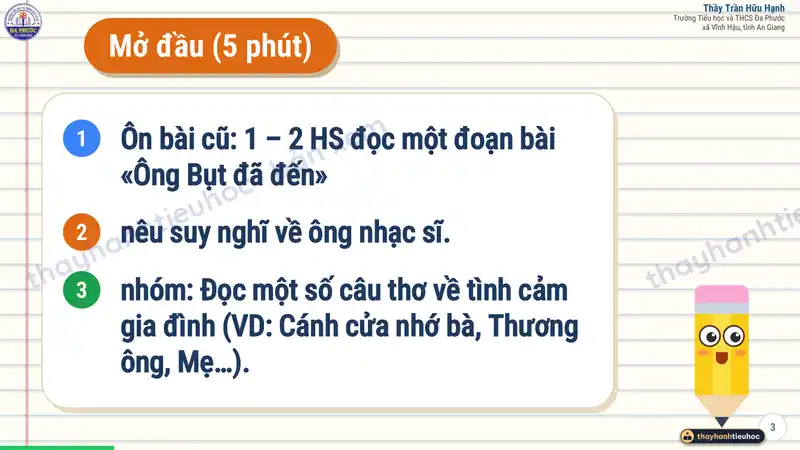 Thầy Trần Hữu Hạnh
Trường Tiểu học và THCS Đa Phước
xã Vĩnh Hậu, tỉnh An Giang
ĐA PHƯỚC
Mở đầu (5 phút)
1
Ôn bài cũ: 1 – 2 HS đọc một đoạn bài
«Ông Bụt đã đến»
2
nêu suy nghĩ về ông nhạc sĩ.
3
nhóm: Đọc một số câu thơ về tình cảm
gia đình (VD: Cánh cửa nhớ bà, Thương
ông, Mẹ…).
thayhanhtieuhoc
3